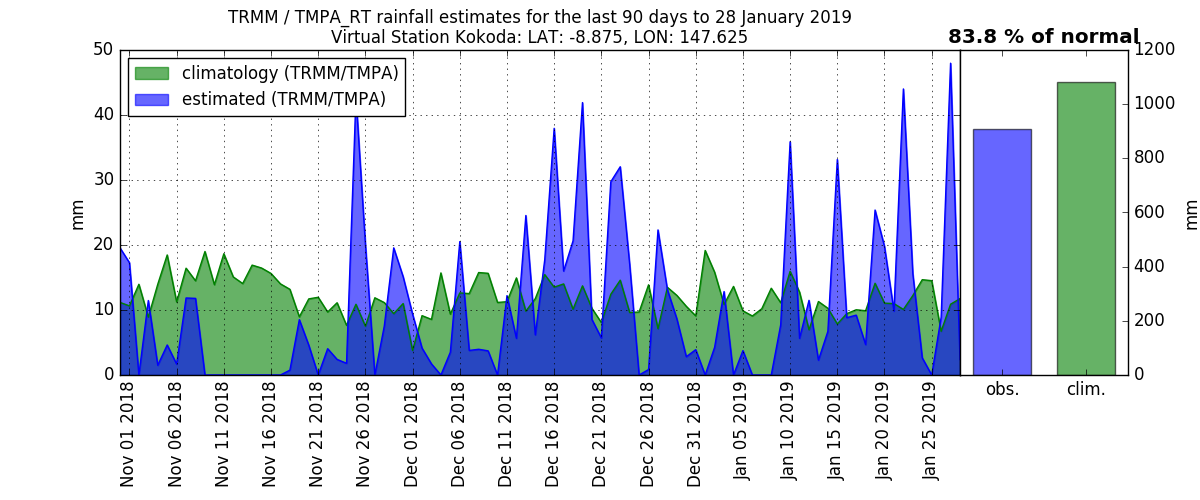 TRMM / TMPA_RT rainfall estimates for the last 90 days to 28 January 2019
Virtual Station Kokoda: LAT: -8.875, LON: 147.625
83.8 % of normal
climatology (TRMM/TMPA)
estimated (TRMM/TMPA)
50
40
30
20
10
0
mm
1200
1000
800
600
400
200
0
mm
Nov 01 2018
Nov 06 2018
Nov 11 2018
Nov 16 2018
Nov 21 2018
Nov 26 2018
Dec 01 2018
Dec 06 2018
Dec 11 2018
Dec 16 2018
Dec 21 2018
Dec 26 2018
Dec 31 2018
Jan 05 2019
Jan 10 2019
Jan 15 2019
Jan 20 2019
Jan 25 2019
obs.
clim.